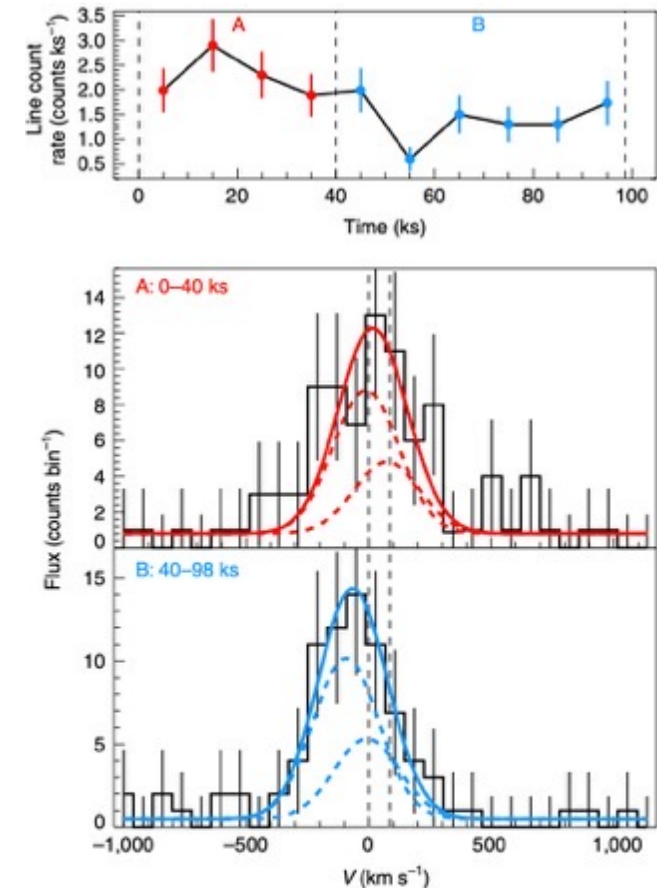 A
B
Line count
rate (counts ks⁻¹)
3.5
3.0
2.5
2.0
1.5
1.0
0.5
0 20 40 60 80 100
Time (ks)
A: 0–40 ks
14
12
10
8
6
4
2
0
Flux (counts bin⁻¹)
B: 40–98 ks
15
10
5
0
−1,000 −500 0 500 1,000
V (km s⁻¹)